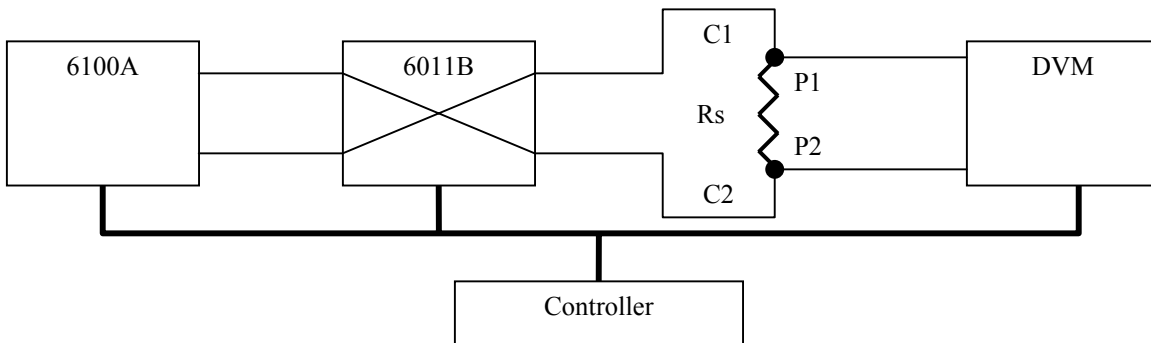 6100A
6011B
C1
P1
Rs
P2
C2
DVM
Controller